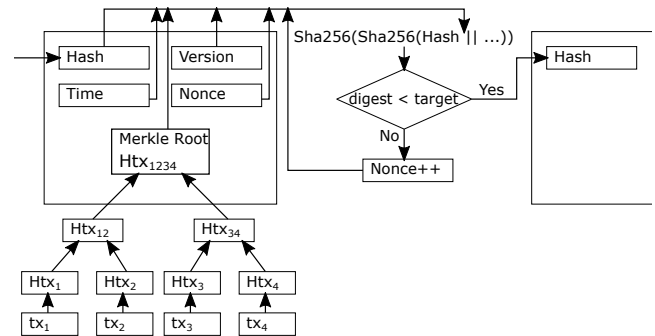 Sha256(Sha256(Hash || ...))
Hash
Version
Hash
Time
Nonce
digest < target
Yes
No
Merkle Root
Htx₁₂₃₄
Nonce++
Htx₁₂
Htx₃₄
Htx₁
Htx₂
Htx₃
Htx₄
tx₁
tx₂
tx₃
tx₄